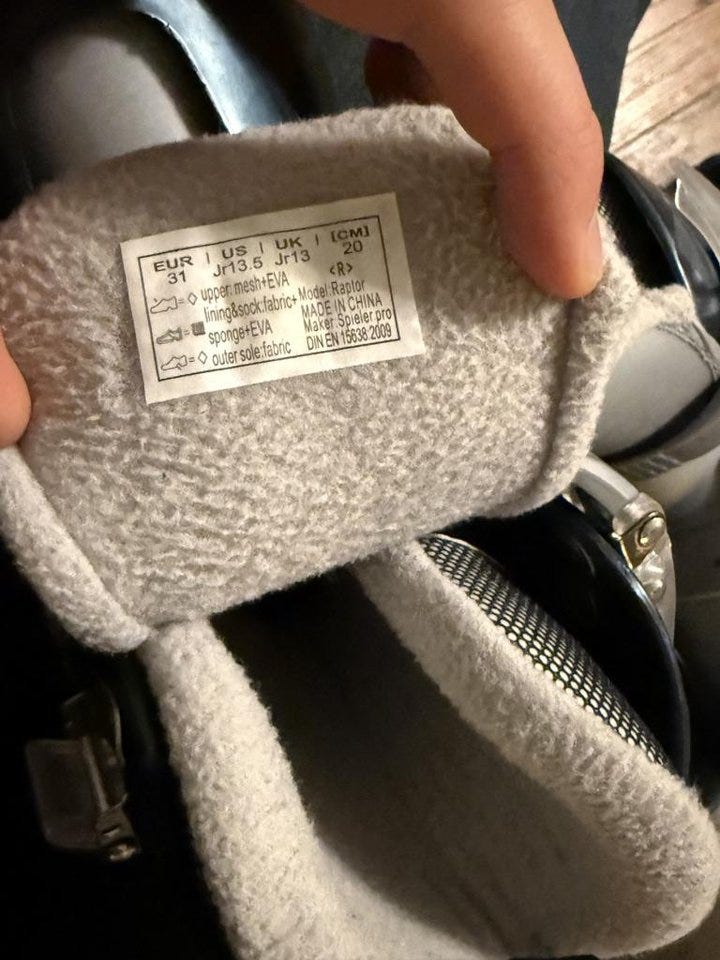 EUR | US | UK | [CM]
31 Jr13.5 Jr13 20
<R>
=◇ upper:mesh+EVA
lining&sock:fabric+
sponge+EVA
=◇ outer sole:fabric
Model:Raptor
MADE IN CHINA
Maker:Spieler pro
DIN EN 15638:2009